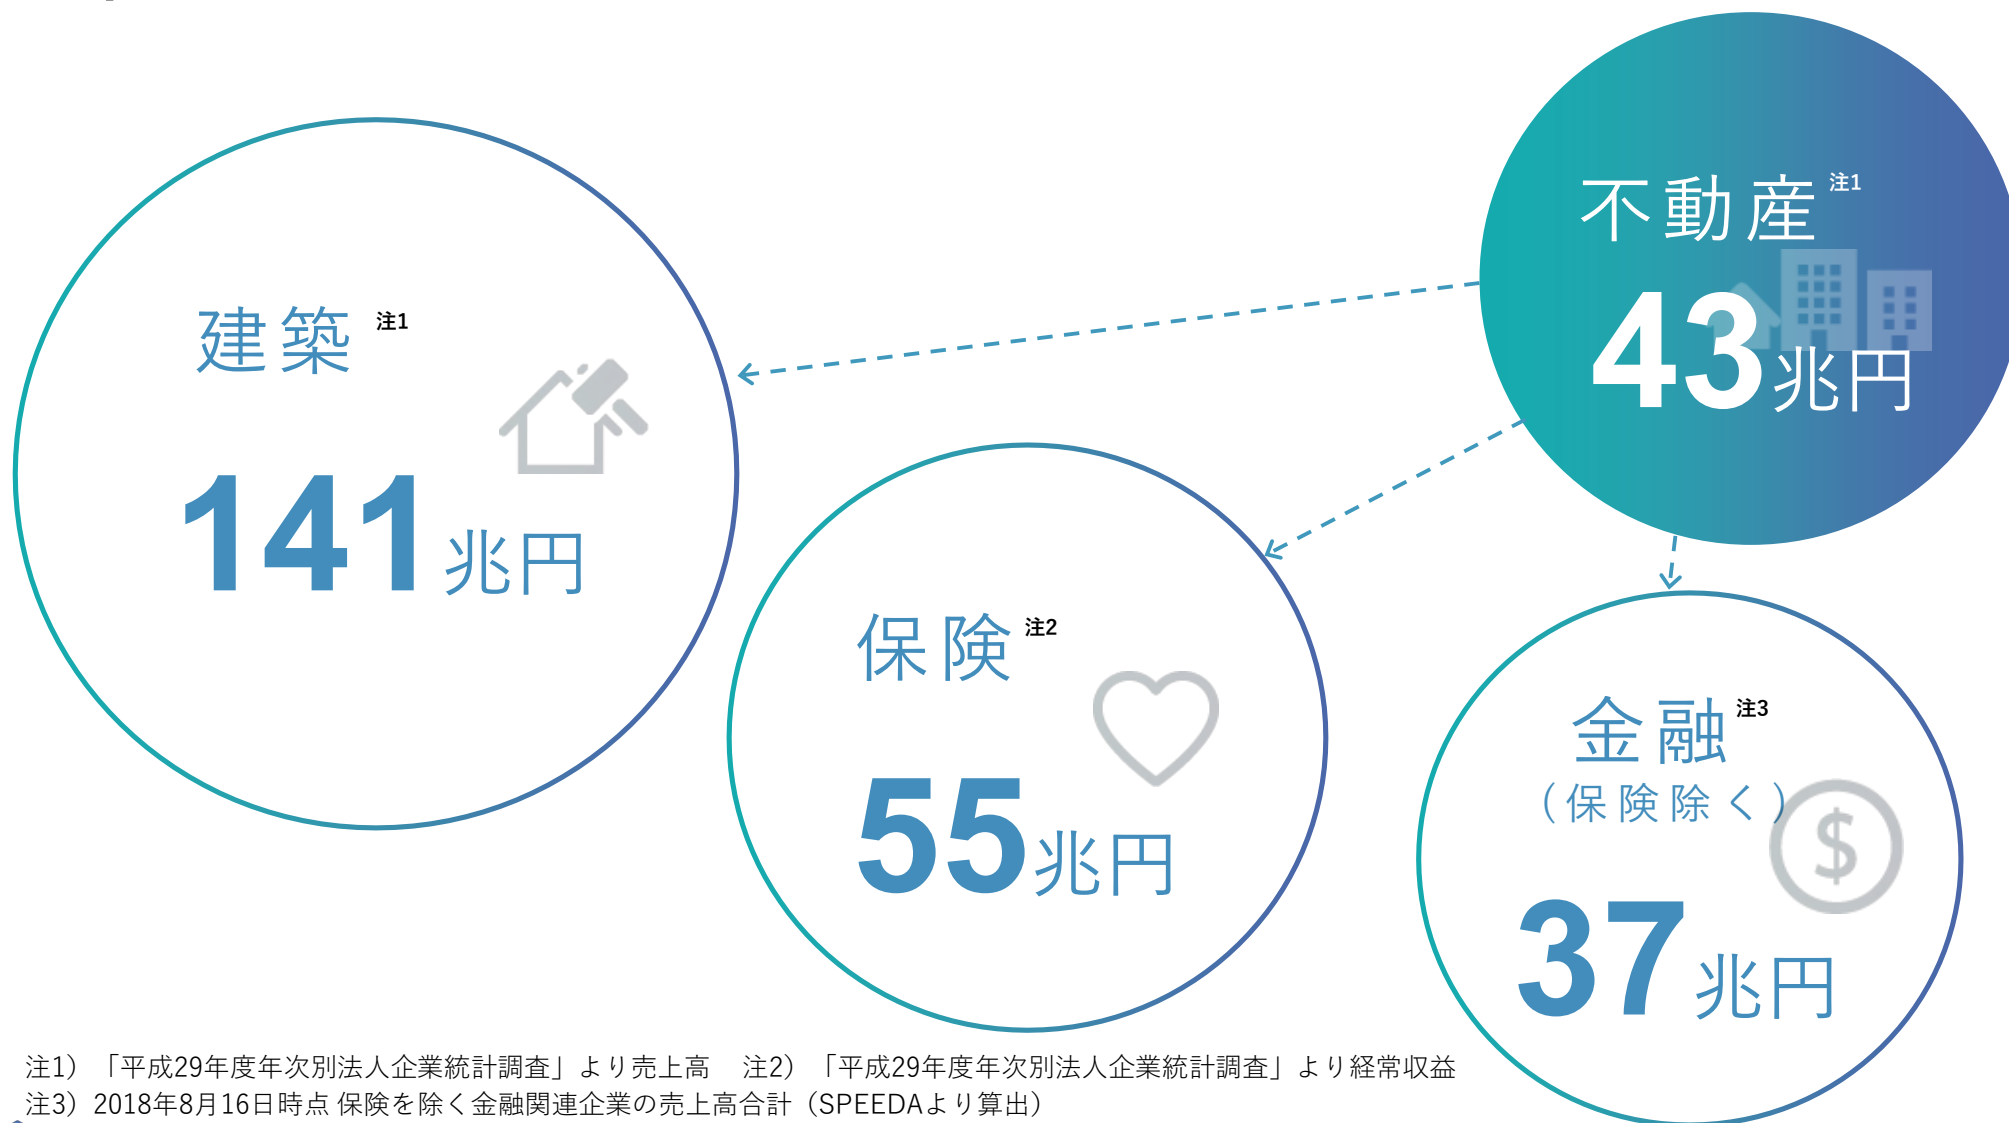 不動産 注1
43兆円
建築 注1
141兆円
保険 注2
55兆円
金融 注3
（保険除く）
37兆円
注1）「平成29年度年次別法人企業統計調査」より売上高　注2）「平成29年度年次別法人企業統計調査」より経常収益
注3）2018年8月16日時点 保険を除く金融関連企業の売上高合計（SPEEDAより算出）